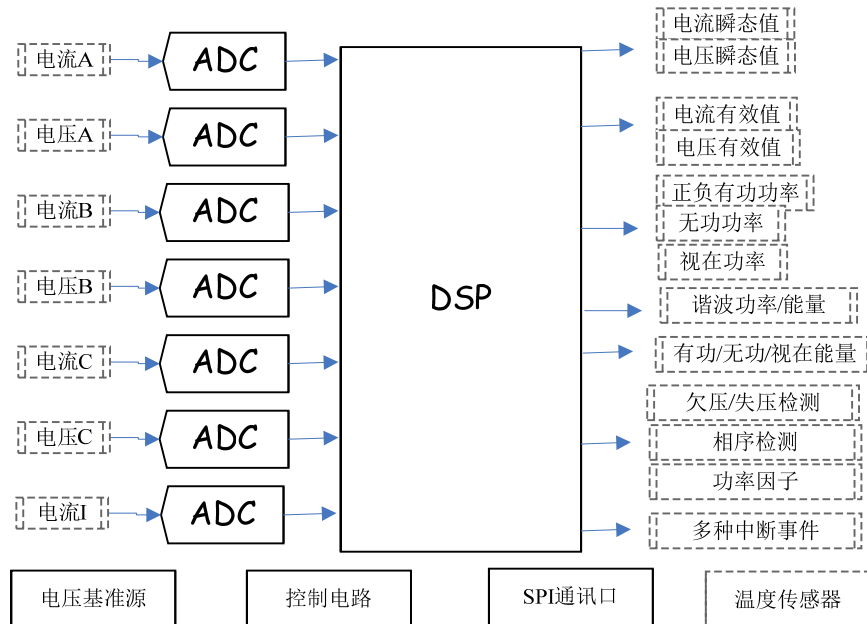 电流A
ADC
电压A
ADC
电流B
ADC
电压B
ADC
电流C
ADC
电压C
ADC
电流I
ADC
DSP
电流瞬态值
电压瞬态值
电流有效值
电压有效值
正负有功功率
无功功率
视在功率
谐波功率/能量
有功/无功/视在能量
欠压/失压检测
相序检测
功率因子
多种中断事件
电压基准源
控制电路
SPI通讯口
温度传感器